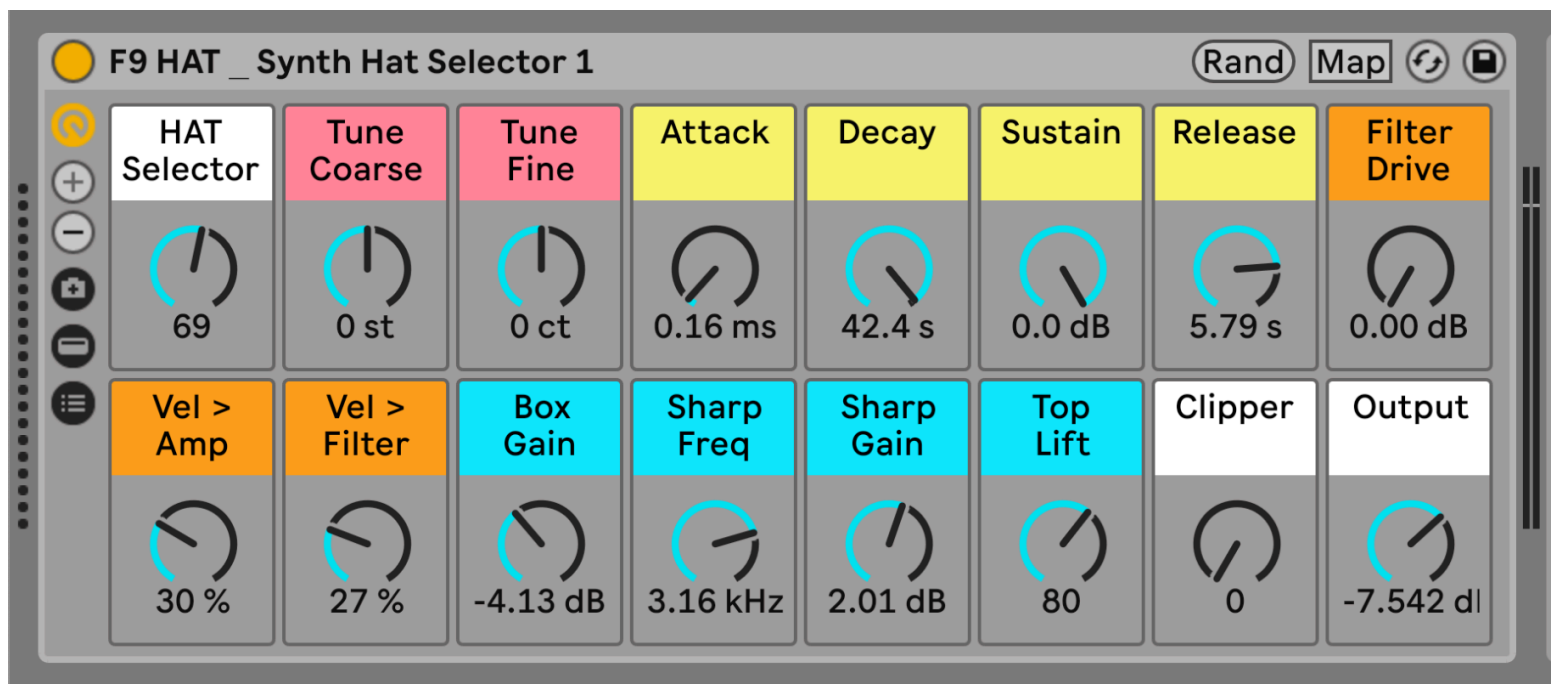 F9 HAT _ Synth Hat Selector 1
Rand
Map
HAT
Selector
69
Tune
Coarse
0 st
Tune
Fine
0 ct
Attack
0.16 ms
Decay
42.4 s
Sustain
0.0 dB
Release
5.79 s
Filter
Drive
0.00 dB
Vel >
Amp
30 %
Vel >
Filter
27 %
Box
Gain
-4.13 dB
Sharp
Freq
3.16 kHz
Sharp
Gain
2.01 dB
Top
Lift
80
Clipper
0
Output
-7.542 d